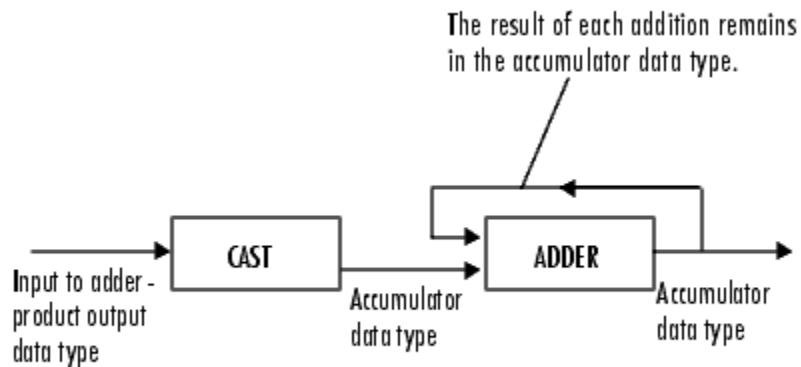 The result of each addition remains
in the accumulator data type.
CAST
ADDER
Input to adder -
product output
data type
Accumulator
data type
Accumulator
data type